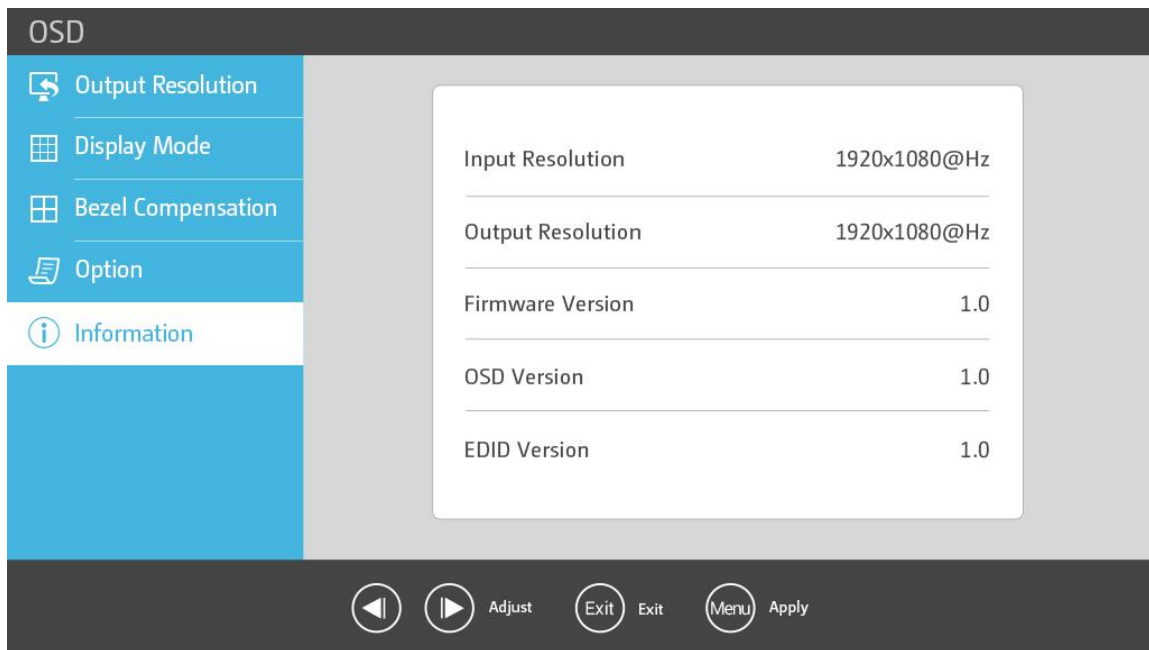 OSD
Output Resolution
Display Mode
Bezel Compensation
Option
Information
Input Resolution 1920x1080@Hz
Output Resolution 1920x1080@Hz
Firmware Version 1.0
OSD Version 1.0
EDID Version 1.0
Adjust Exit Exit Menu Apply